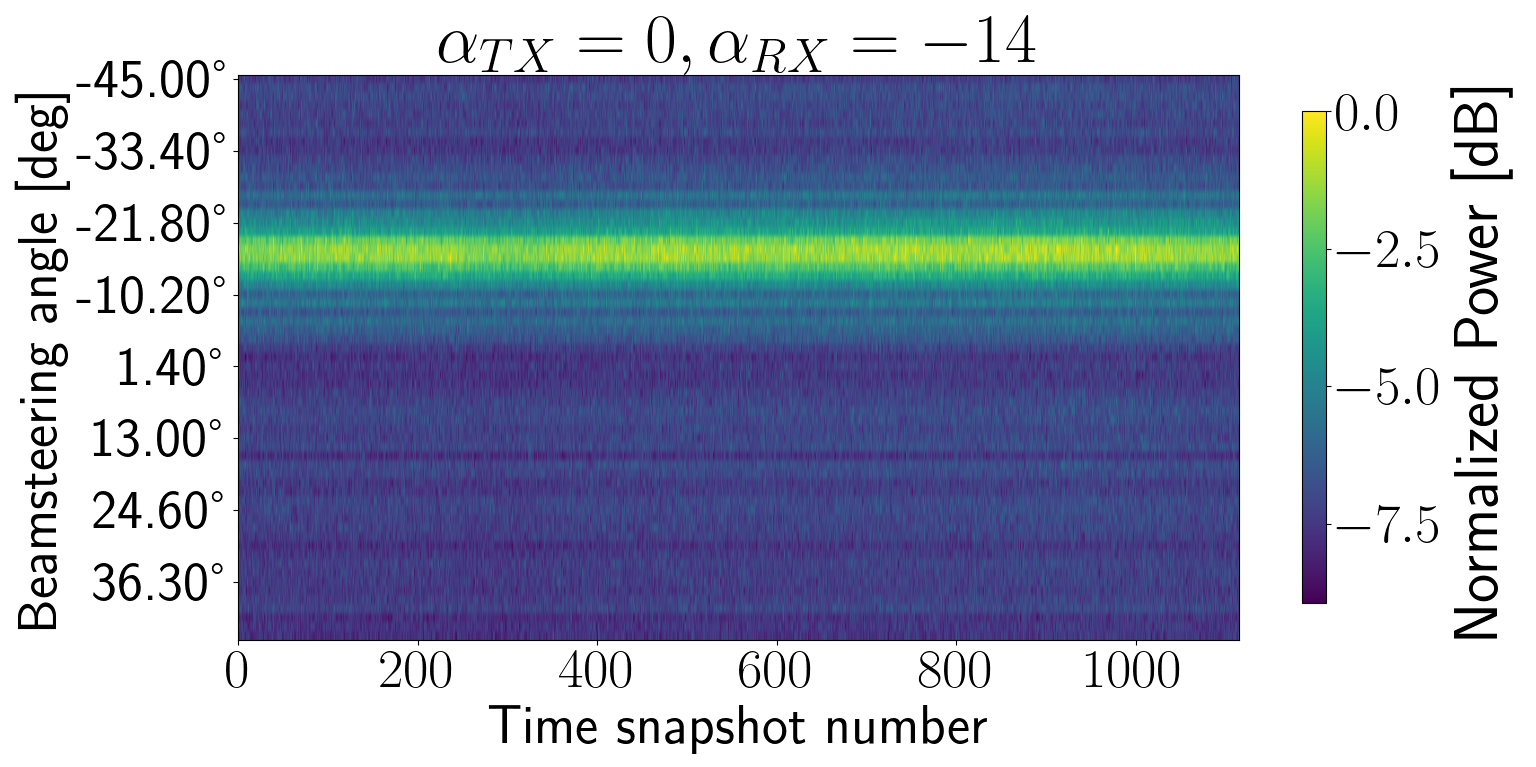 α_TX = 0, α_RX = −14
Beamsteering angle [deg]
-45.00°
-33.40°
-21.80°
-10.20°
1.40°
13.00°
24.60°
36.30°
0 200 400 600 800 1000
Time snapshot number
0.0
−2.5
−5.0
−7.5
Normalized Power [dB]